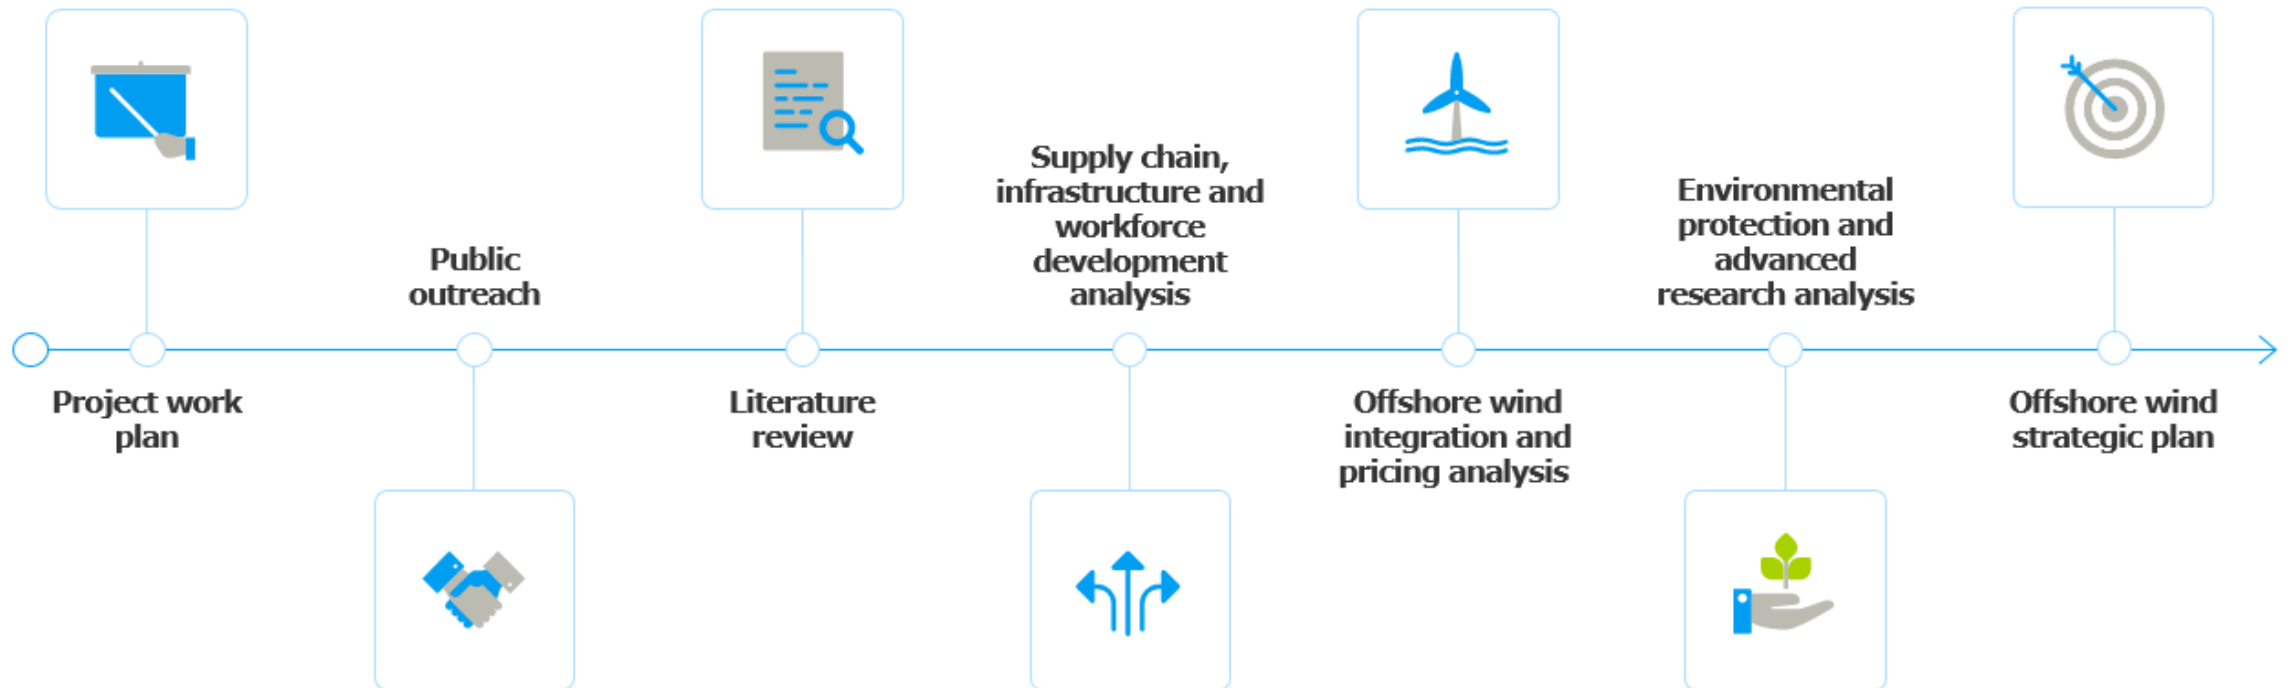 Project work
plan
Public
outreach
Literature
review
Supply chain,
infrastructure and
workforce
development
analysis
Offshore wind
integration and
pricing analysis
Environmental
protection and
advanced
research analysis
Offshore wind
strategic plan